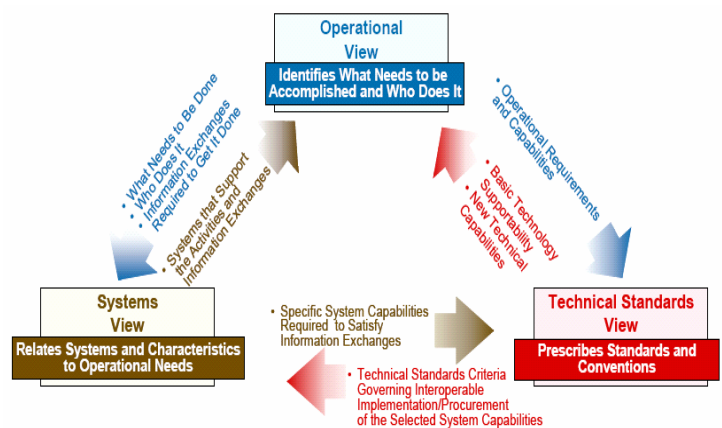 Operational
View
Identifies What Needs to be
Accomplished and Who Does It
• What Needs to Be Done
• Who Does It
• Information Exchanges
Required to Get It Done
• Systems that Support
the Activities and
Information Exchanges
• Operational Requirements
and Capabilities
• Basic Technology
Supportability
• New Technical
Capabilities
Systems
View
Relates Systems and Characteristics
to Operational Needs
• Specific System Capabilities
Required to Satisfy
Information Exchanges
• Technical Standards Criteria
Governing Interoperable
Implementation/Procurement
of the Selected System Capabilities
Technical Standards
View
Prescribes Standards and
Conventions